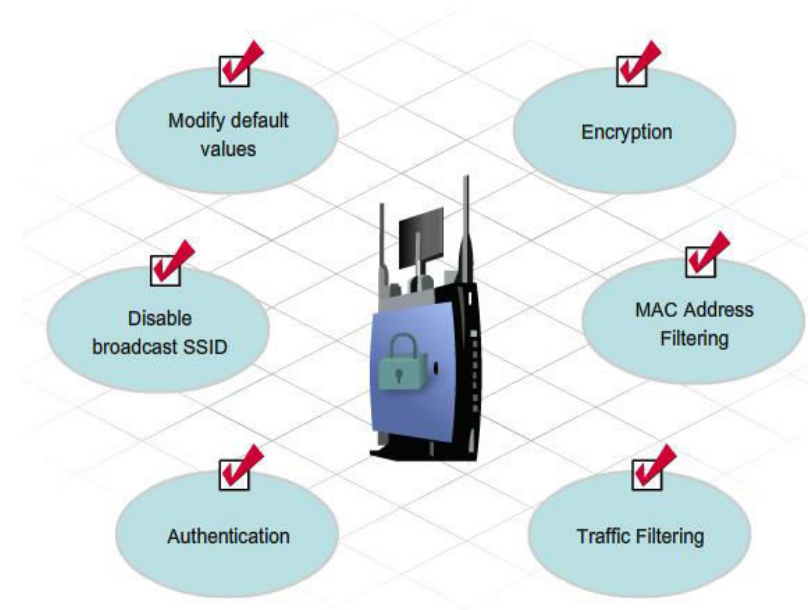 Modify default
values
Encryption
Disable
broadcast SSID
MAC Address
Filtering
Authentication
Traffic Filtering